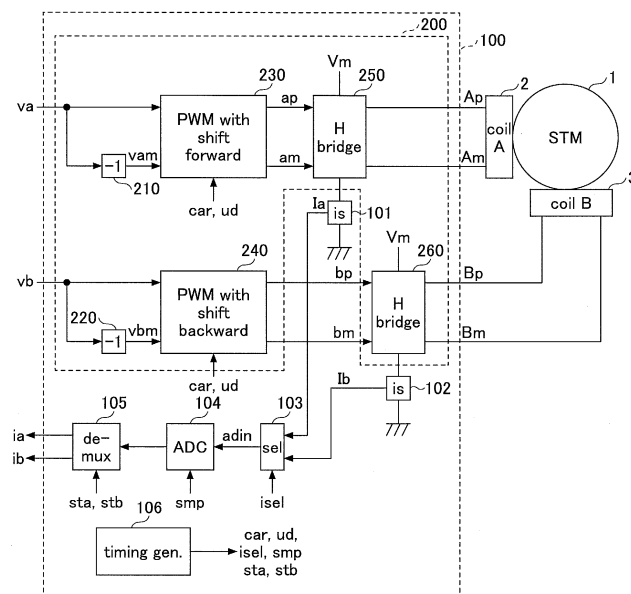 200
100
230
250
2
1
Vm
va
PWM with
shift
forward
ap
H
bridge
Ap
coil
A
STM
-1
vam
am
Am
210
car, ud
Ia
is
101
3
coil B
240
Vm
260
vb
PWM with
shift
backward
bp
H
bridge
Bp
220
-1
vbm
bm
Bm
car, ud
Ib
is
102
105
104
103
ia
ib
de-
mux
ADC
adin
sel
sta, stb
smp
isel
106
timing gen.
car, ud,
isel, smp
sta, stb